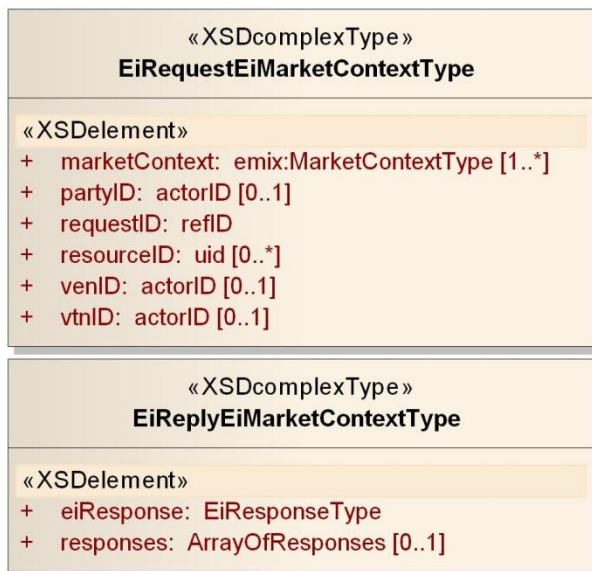 «XSDcomplexType»
EiRequestEiMarketContextType
«XSDelement»
+ marketContext: emix:MarketContextType [1..*]
+ partyID: actorID [0..1]
+ requestID: refID
+ resourceID: uid [0..*]
+ venID: actorID [0..1]
+ vtnID: actorID [0..1]
«XSDcomplexType»
EiReplyEiMarketContextType
«XSDelement»
+ eiResponse: EiResponseType
+ responses: ArrayOfResponses [0..1]